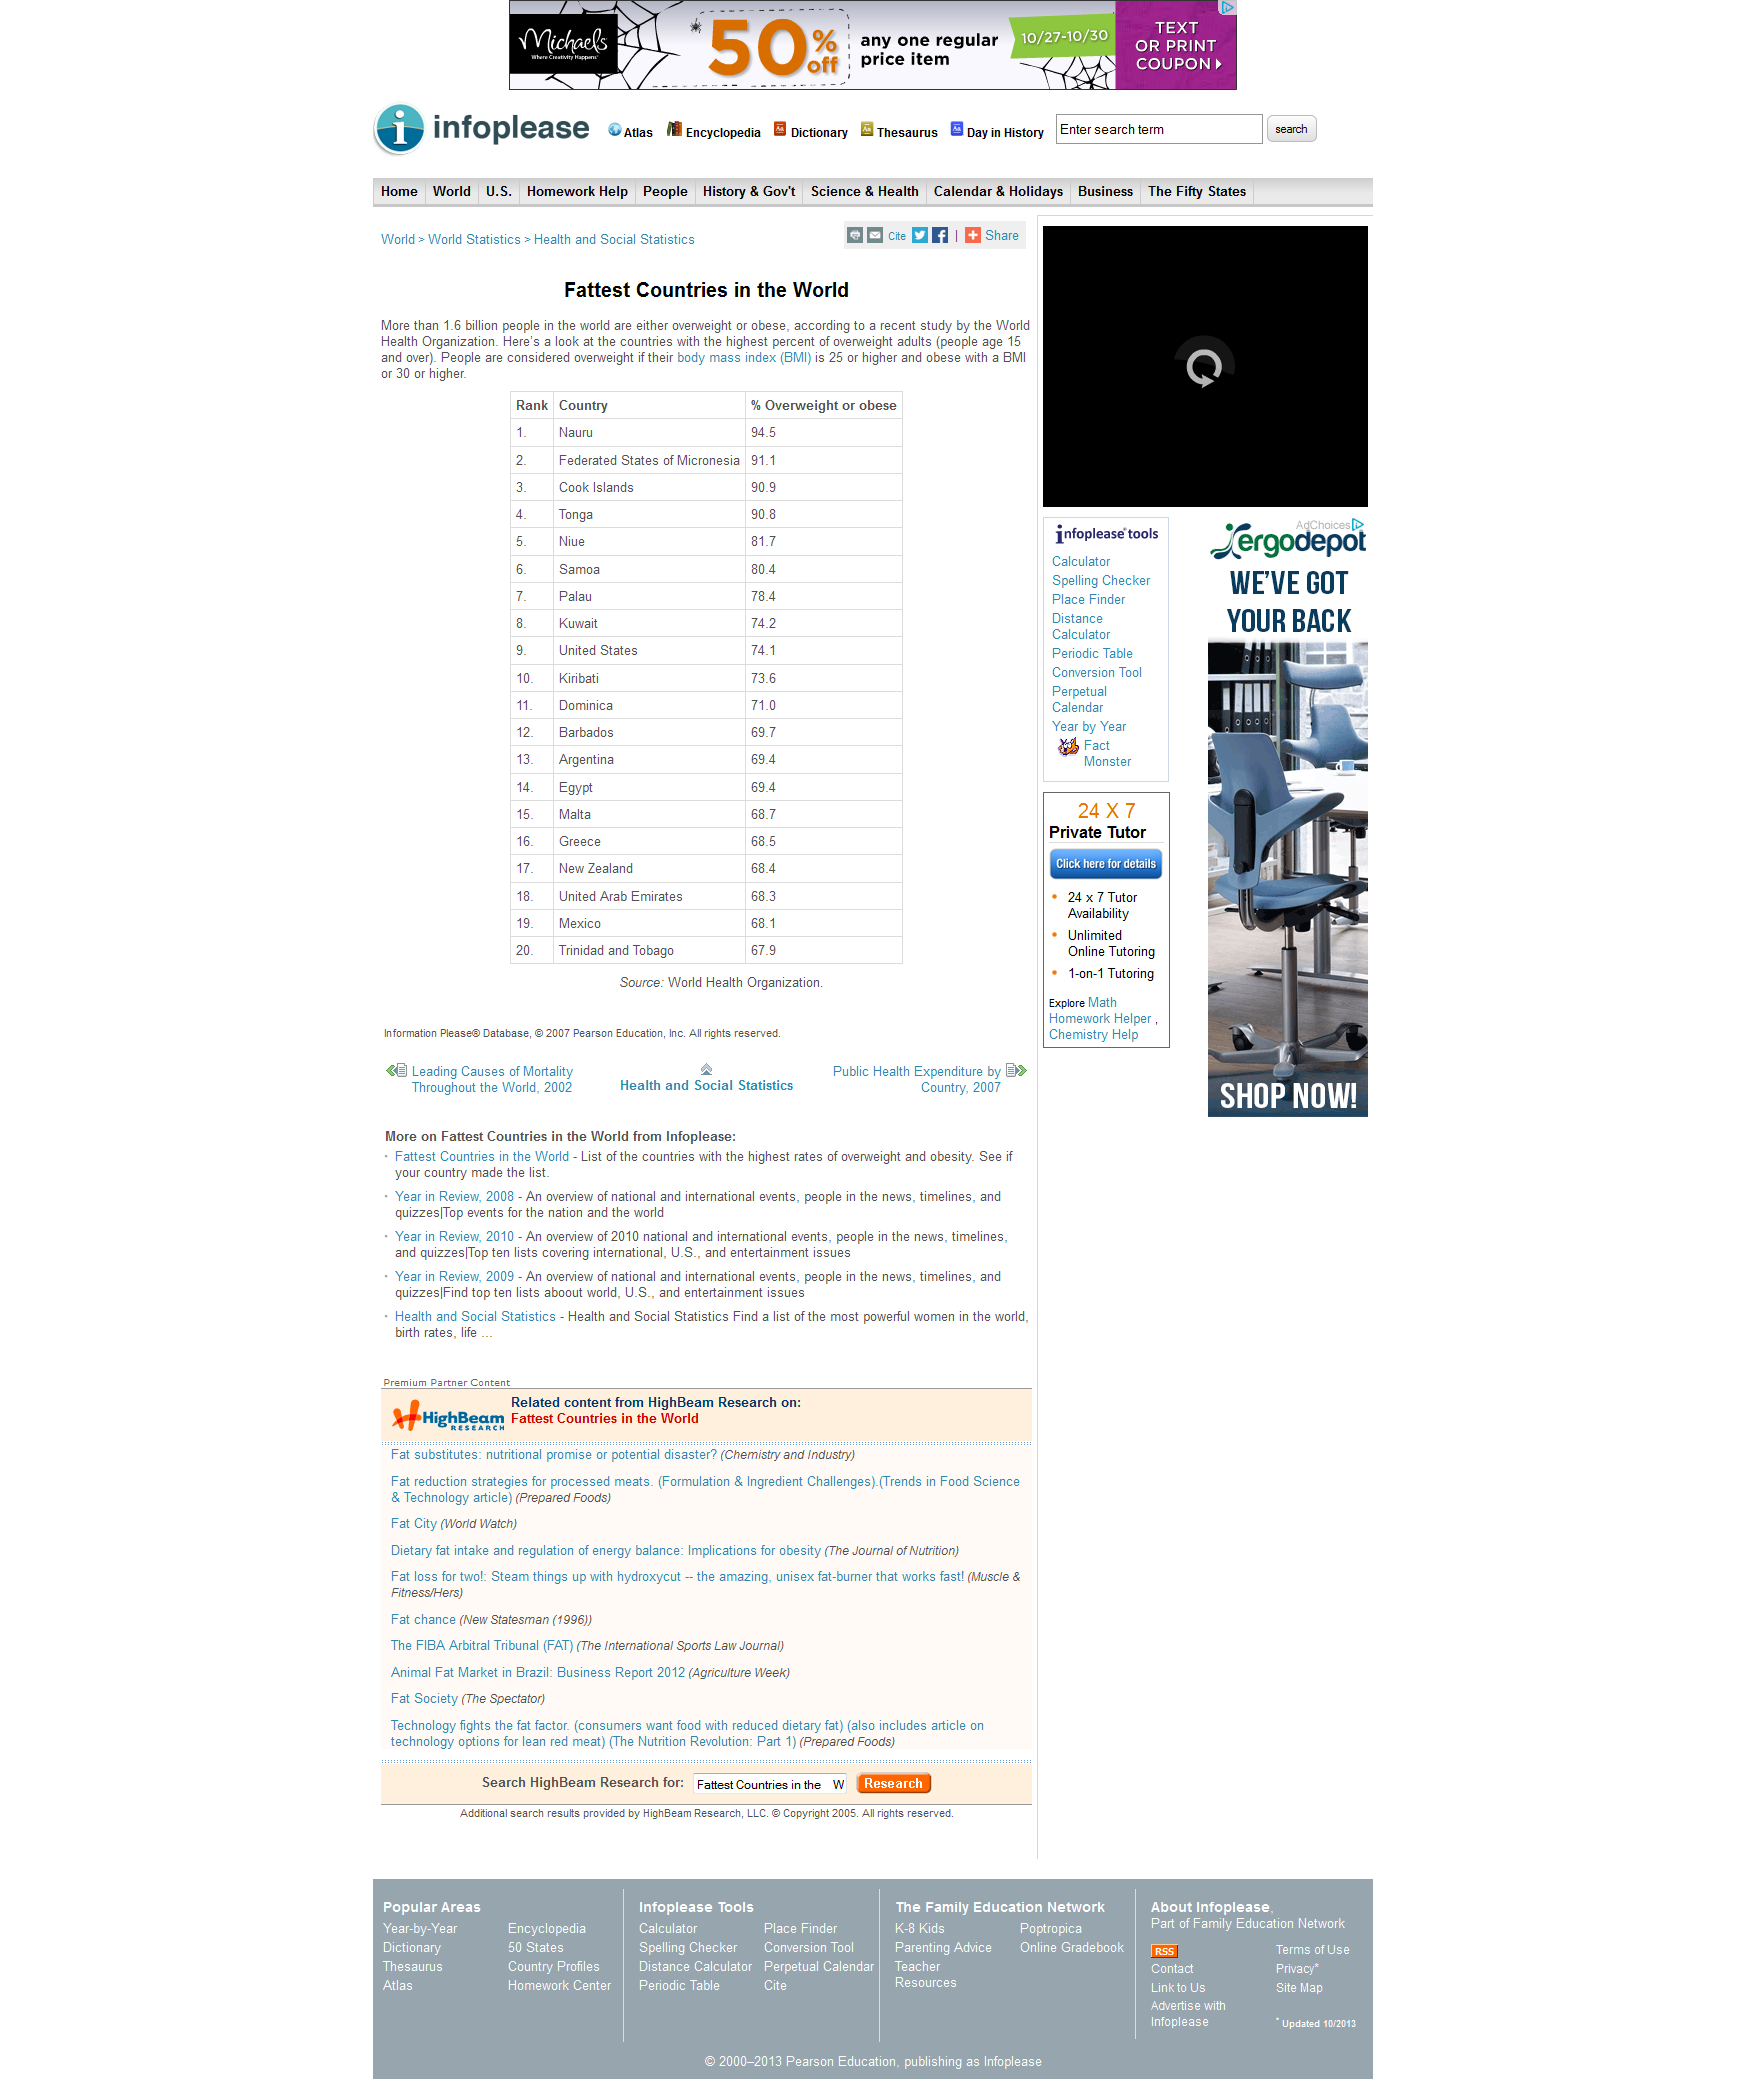 Michaels
Where Creativity Happens
50% off
any one regular
price item
10/27-10/30
TEXT
OR PRINT
COUPON
infoplease
Atlas Encyclopedia Dictionary Thesaurus Day in History Enter search term search
Home World U.S. Homework Help People History & Gov't Science & Health Calendar & Holidays Business The Fifty States
World > World Statistics > Health and Social Statistics
Cite | Share
Fattest Countries in the World
More than 1.6 billion people in the world are either overweight or obese, according to a recent study by the World
Health Organization. Here's a look at the countries with the highest percent of overweight adults (people age 15
and over). People are considered overweight if their body mass index (BMI) is 25 or higher and obese with a BMI
or 30 or higher.
Rank Country % Overweight or obese
1. Nauru 94.5
2. Federated States of Micronesia 91.1
3. Cook Islands 90.9
4. Tonga 90.8
5. Niue 81.7
6. Samoa 80.4
7. Palau 78.4
8. Kuwait 74.2
9. United States 74.1
10. Kiribati 73.6
11. Dominica 71.0
12. Barbados 69.7
13. Argentina 69.4
14. Egypt 69.4
15. Malta 68.7
16. Greece 68.5
17. New Zealand 68.4
18. United Arab Emirates 68.3
19. Mexico 68.1
20. Trinidad and Tobago 67.9
Source: World Health Organization.
Information Please® Database, © 2007 Pearson Education, Inc. All rights reserved.
Leading Causes of Mortality
Throughout the World, 2002
Health and Social Statistics
Public Health Expenditure by
Country, 2007
More on Fattest Countries in the World from Infoplease:
Fattest Countries in the World - List of the countries with the highest rates of overweight and obesity. See if
your country made the list.
Year in Review, 2008 - An overview of national and international events, people in the news, timelines, and
quizzes|Top events for the nation and the world
Year in Review, 2010 - An overview of 2010 national and international events, people in the news, timelines,
and quizzes|Top ten lists covering international, U.S., and entertainment issues
Year in Review, 2009 - An overview of national and international events, people in the news, timelines, and
quizzes|Find top ten lists aboout world, U.S., and entertainment issues
Health and Social Statistics - Health and Social Statistics Find a list of the most powerful women in the world,
birth rates, life ...
Premium Partner Content
HighBeam
RESEARCH
Related content from HighBeam Research on:
Fattest Countries in the World
Fat substitutes: nutritional promise or potential disaster? (Chemistry and Industry)
Fat reduction strategies for processed meats. (Formulation & Ingredient Challenges).(Trends in Food Science
& Technology article) (Prepared Foods)
Fat City (World Watch)
Dietary fat intake and regulation of energy balance: Implications for obesity (The Journal of Nutrition)
Fat loss for two!: Steam things up with hydroxycut -- the amazing, unisex fat-burner that works fast! (Muscle &
Fitness/Hers)
Fat chance (New Statesman (1996))
The FIBA Arbitral Tribunal (FAT) (The International Sports Law Journal)
Animal Fat Market in Brazil: Business Report 2012 (Agriculture Week)
Fat Society (The Spectator)
Technology fights the fat factor. (consumers want food with reduced dietary fat) (also includes article on
technology options for lean red meat) (The Nutrition Revolution: Part 1) (Prepared Foods)
Search HighBeam Research for: Fattest Countries in the W Research
Additional search results provided by HighBeam Research, LLC. © Copyright 2005. All rights reserved.
infoplease® tools
Calculator
Spelling Checker
Place Finder
Distance
Calculator
Periodic Table
Conversion Tool
Perpetual
Calendar
Year by Year
Fact
Monster
24 X 7
Private Tutor
Click here for details
24 x 7 Tutor
Availability
Unlimited
Online Tutoring
1-on-1 Tutoring
Explore Math
Homework Helper ,
Chemistry Help
AdChoices
ergodepot
WE'VE GOT
YOUR BACK
SHOP NOW!
Popular Areas
Year-by-Year Encyclopedia
Dictionary 50 States
Thesaurus Country Profiles
Atlas Homework Center
Infoplease Tools
Calculator Place Finder
Spelling Checker Conversion Tool
Distance Calculator Perpetual Calendar
Periodic Table Cite
The Family Education Network
K-8 Kids Poptropica
Parenting Advice Online Gradebook
Teacher
Resources
About Infoplease,
Part of Family Education Network
RSS Terms of Use
Contact Privacy*
Link to Us Site Map
Advertise with
Infoplease
* Updated 10/2013
© 2000–2013 Pearson Education, publishing as Infoplease